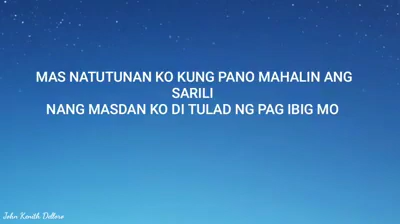 MAS NATUTUNAN KO KUNG PANO MAHALIN ANG
SARILI
NANG MASDAN KO DI TULAD NG PAG IBIG MO
John Kenith Delloro